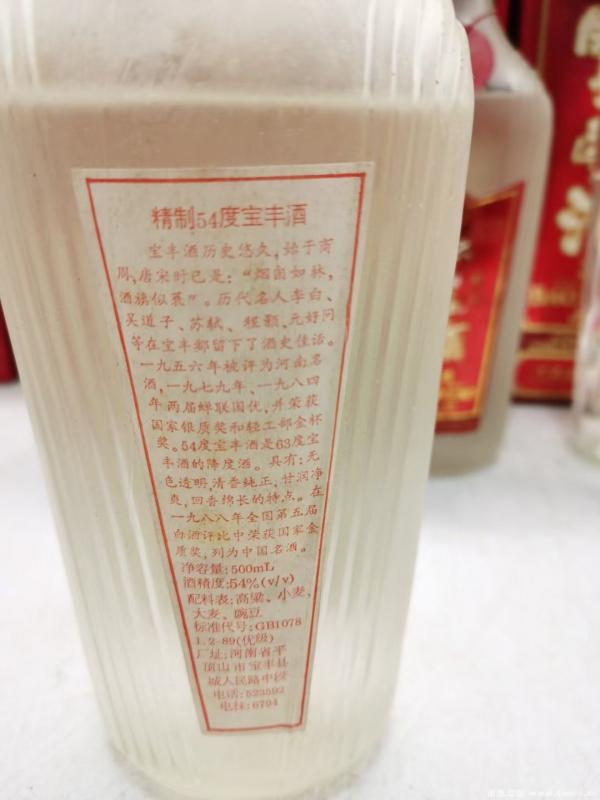 精制54度宝丰酒
宝丰酒历史悠久,始于商
周,唐宋时已是:“烟囱如林,
酒旗似蓑”。历代名人李白、
吴道子、苏轼、程颢、元好问
等在宝丰都留下了酒史佳话。
一九五六年被评为河南名
酒,一九七九年、一九八四
年两届蝉联国优,并荣获
国家银质奖和轻工部金杯
奖。54度宝丰酒是63度宝
丰酒的降度酒。具有:无
色透明,清香纯正,甘润净
爽,回香绵长的特点。在
一九八八年全国第五届
白酒评比中荣获国家金
质奖,列为中国名酒。
净容量:500mL
酒精度:54%(v/v)
配料表:高粱、小麦、
大麦、豌豆
标准代号:GB1078
1.2-89(优级)
厂址:河南省平
顶山市宝丰县
城人民路中段
电话:523592
电挂:6794
酒